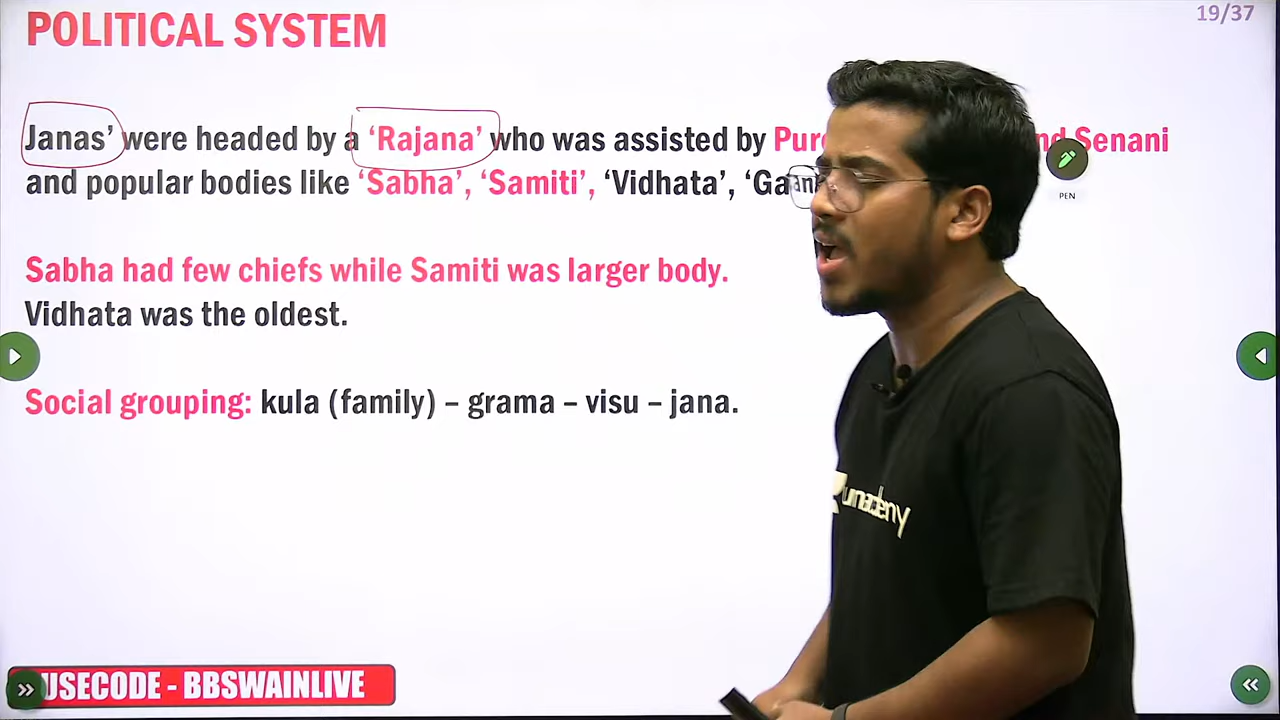 POLITICAL SYSTEM
19/37
Janas’ were headed by a ‘Rajana’ who was assisted by Senani
and popular bodies like ‘Sabha’, ‘Samiti’, ‘Vidhata’,
PEN
Sabha had few chiefs while Samiti was larger body.
Vidhata was the oldest.
Social grouping: kula (family) – grama – visu – jana.
unacademy
USECODE - BBSWAINLIVE